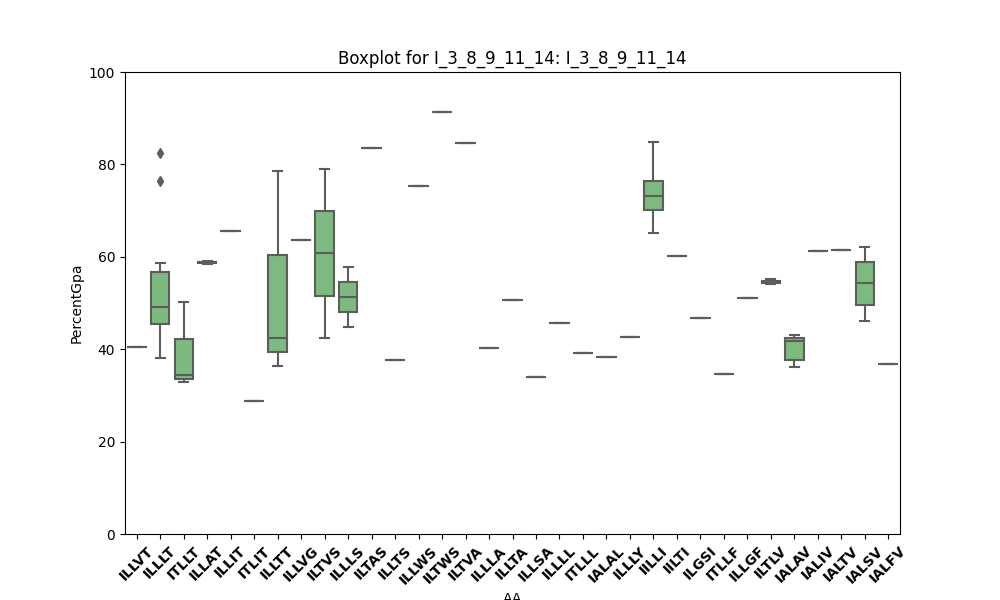 Boxplot for I_3_8_9_11_14: I_3_8_9_11_14
100
80
60
40
20
0
PercentGpa
ILLVT
ILLLT
ITLLT
ILLAT
ILLIT
ITLIT
ILLTT
ILLVG
ILTVS
ILLLS
ILTAS
ILLTS
ILLWS
ILTWS
ILTVA
ILLLA
ILLTA
ILLSA
ILLLL
ITLLL
IALAL
ILLLY
IILLI
IILTI
ILGSI
ITLLF
ILLGF
ILTLV
IALAV
IALIV
IALTV
IALSV
IALFV
AA